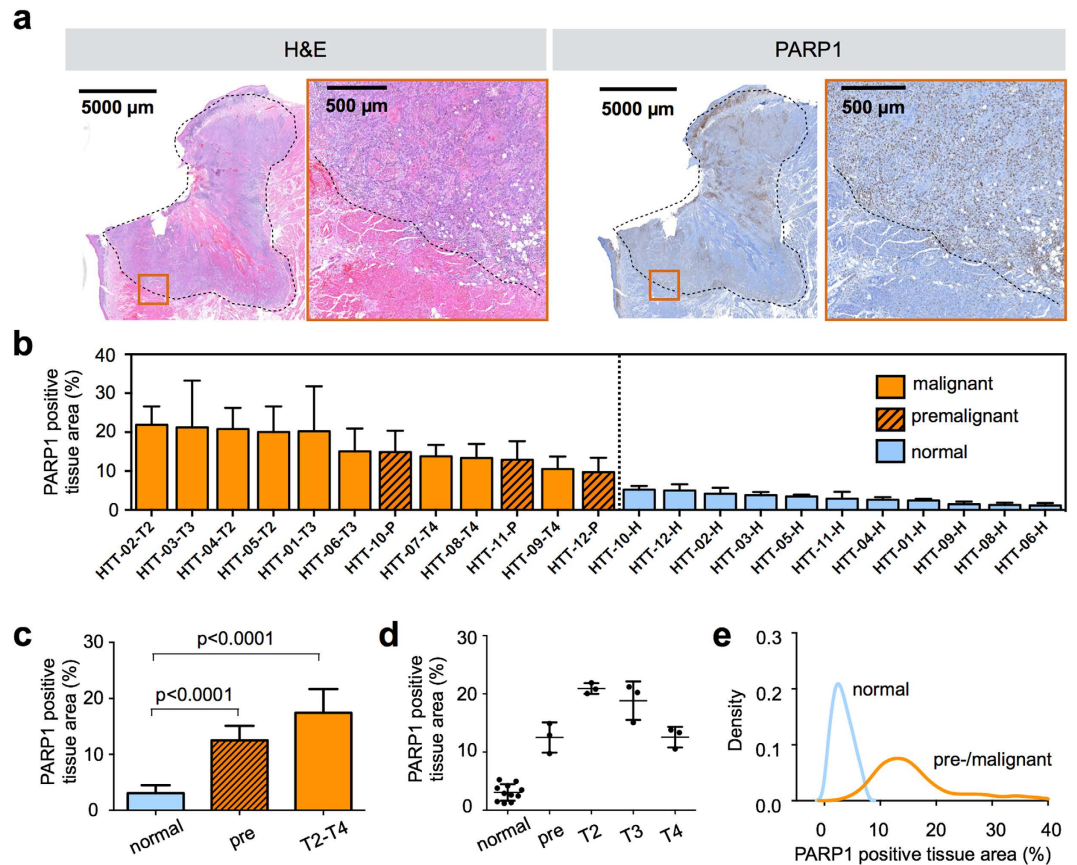 a
H&E
PARP1
5000 µm
500 µm
5000 µm
500 µm
b
PARP1 positive
tissue area (%)
40
30
20
10
0
malignant
premalignant
normal
HTT-02-T2
HTT-03-T3
HTT-04-T2
HTT-05-T2
HTT-01-T3
HTT-06-T3
HTT-10-P
HTT-07-T4
HTT-08-T4
HTT-11-P
HTT-09-T4
HTT-12-P
HTT-10-H
HTT-12-H
HTT-02-H
HTT-03-H
HTT-05-H
HTT-11-H
HTT-04-H
HTT-01-H
HTT-09-H
HTT-08-H
HTT-06-H
c
PARP1 positive
tissue area (%)
30
20
10
0
p<0.0001
p<0.0001
normal
pre
T2-T4
d
PARP1 positive
tissue area (%)
30
20
10
0
normal
pre
T2
T3
T4
e
Density
0.3
0.2
0.1
0.0
normal
pre-/malignant
0 10 20 30 40
PARP1 positive tissue area (%)